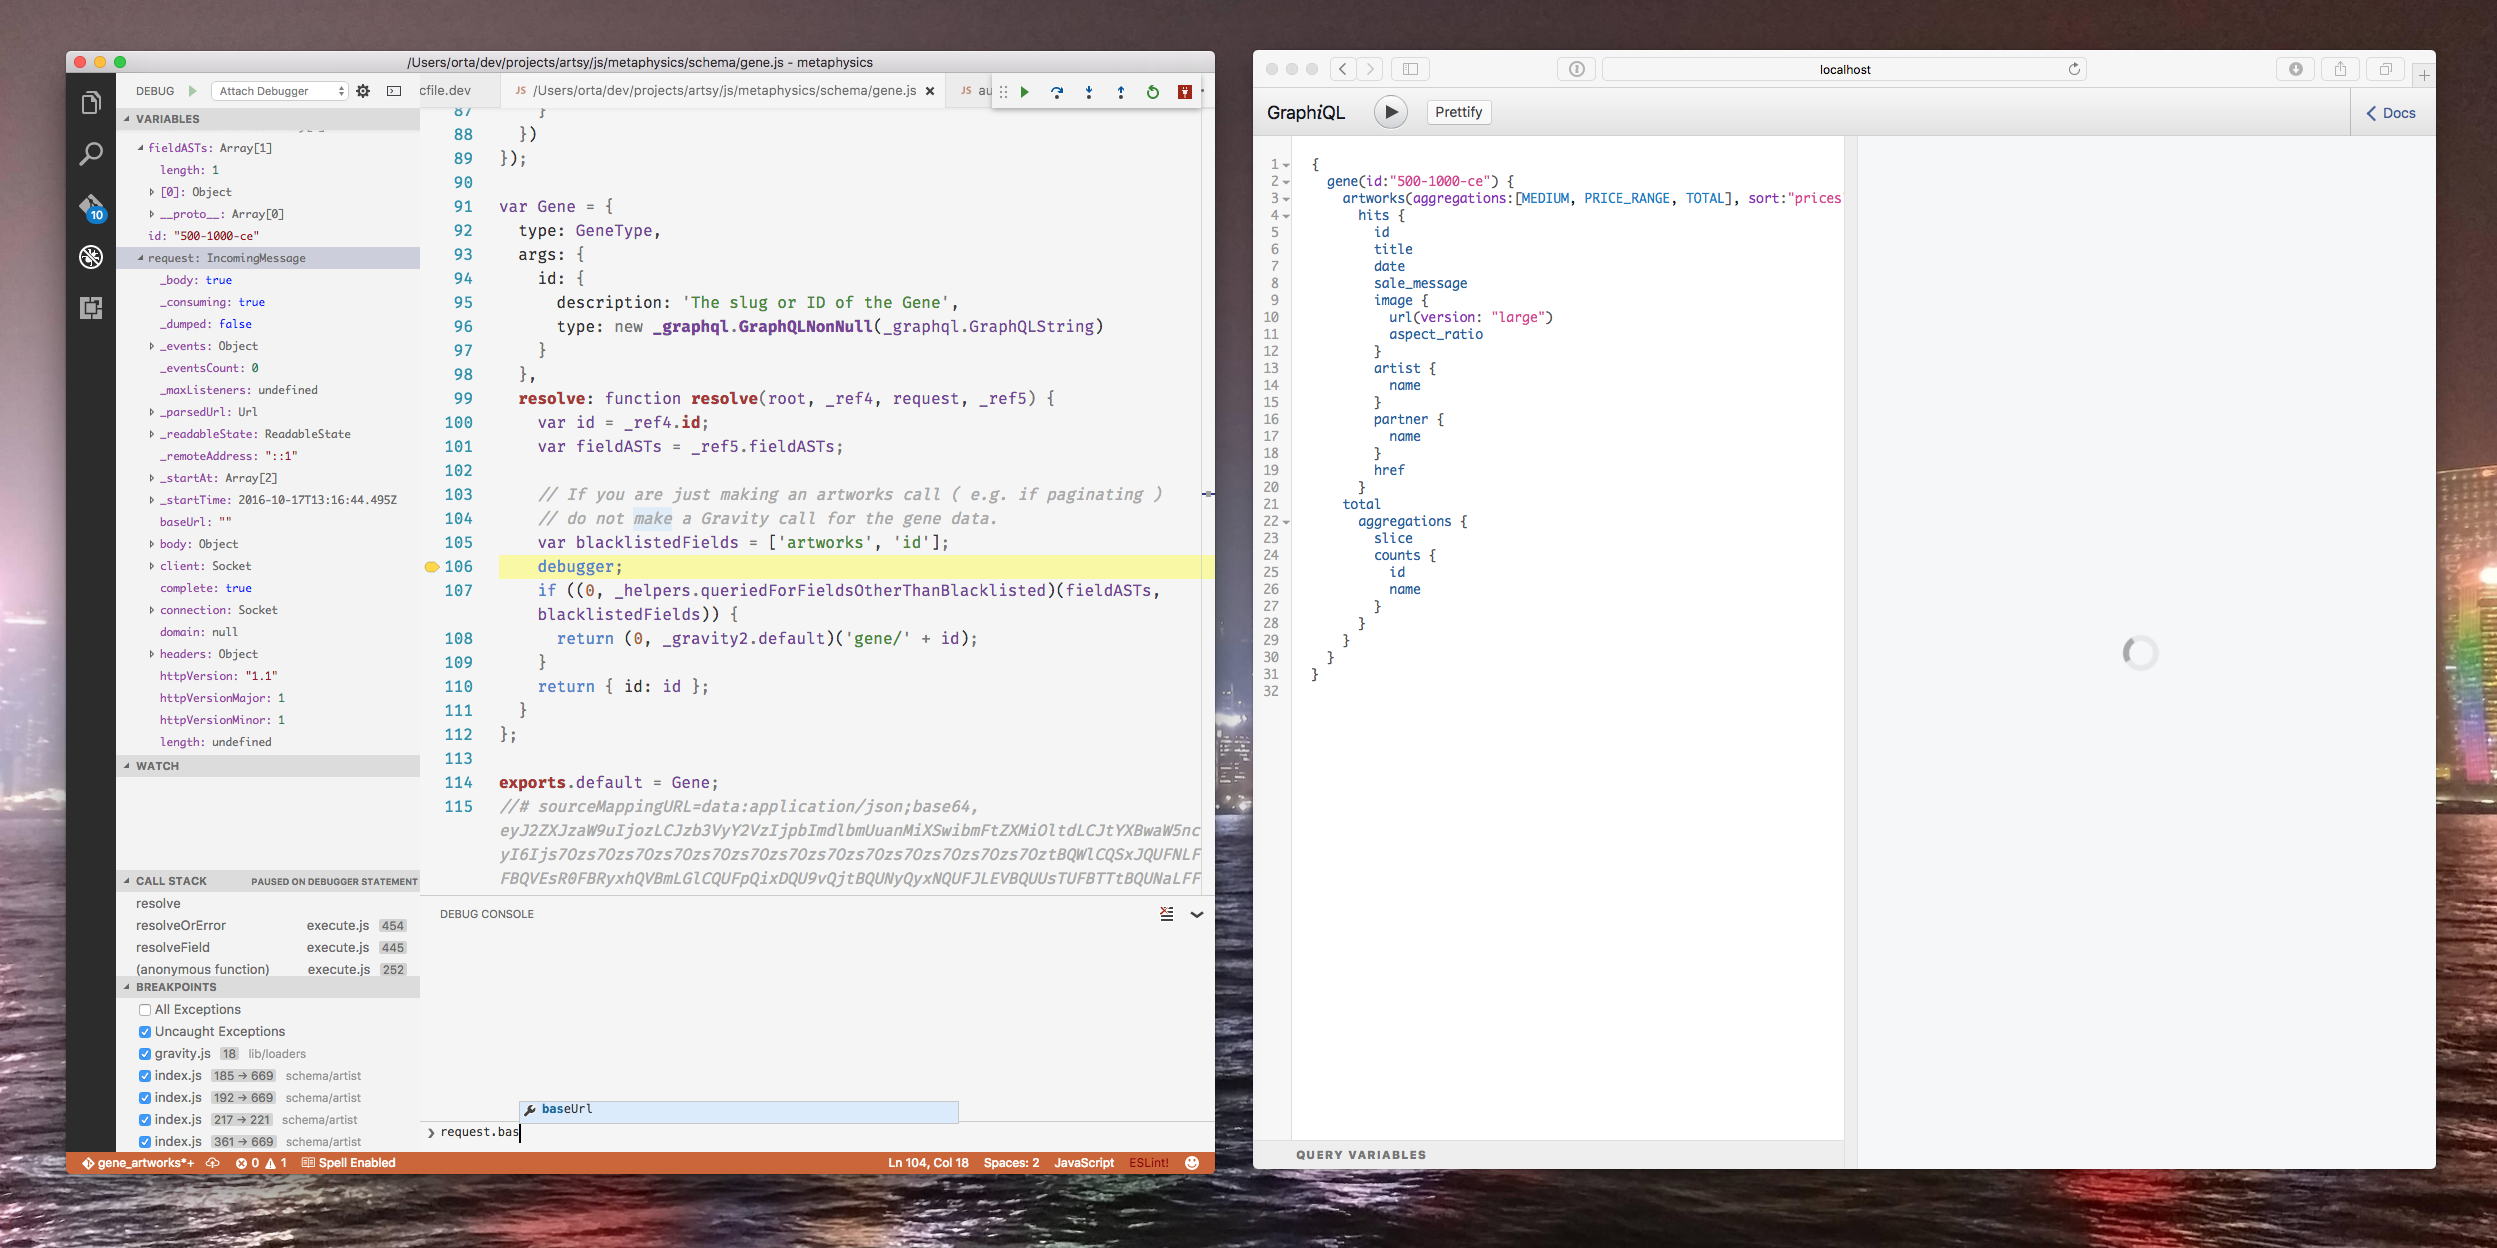 /Users/orta/dev/projects/artsy/js/metaphysics/schema/gene.js - metaphysics
DEBUG Attach Debugger
cfile.dev
JS /Users/orta/dev/projects/artsy/js/metaphysics/schema/gene.js
JS au
10
VARIABLES
fieldASTs: Array[1]
length: 1
[0]: Object
__proto__: Array[0]
id: "500-1000-ce"
request: IncomingMessage
_body: true
_consuming: true
_dumped: false
_events: Object
_eventsCount: 0
_maxListeners: undefined
_parsedUrl: Url
_readableState: ReadableState
_remoteAddress: "::1"
_startAt: Array[2]
_startTime: 2016-10-17T13:16:44.495Z
baseUrl: ""
body: Object
client: Socket
complete: true
connection: Socket
domain: null
headers: Object
httpVersion: "1.1"
httpVersionMajor: 1
httpVersionMinor: 1
length: undefined
WATCH
CALL STACK PAUSED ON DEBUGGER STATEMENT
resolve
resolveOrError execute.js 454
resolveField execute.js 445
(anonymous function) execute.js 252
BREAKPOINTS
All Exceptions
Uncaught Exceptions
gravity.js 18 lib/loaders
index.js 185 → 669 schema/artist
index.js 192 → 669 schema/artist
index.js 217 → 221 schema/artist
index.js 361 → 669 schema/artist
87 }
88 })
89 });
90
91 var Gene = {
92 type: GeneType,
93 args: {
94 id: {
95 description: 'The slug or ID of the Gene',
96 type: new _graphql.GraphQLNonNull(_graphql.GraphQLString)
97 }
98 },
99 resolve: function resolve(root, _ref4, request, _ref5) {
100 var id = _ref4.id;
101 var fieldASTs = _ref5.fieldASTs;
102
103 // If you are just making an artworks call ( e.g. if paginating )
104 // do not make a Gravity call for the gene data.
105 var blacklistedFields = ['artworks', 'id'];
106 debugger;
107 if ((0, _helpers.queriedForFieldsOtherThanBlacklisted)(fieldASTs,
blacklistedFields)) {
108 return (0, _gravity2.default)('gene/' + id);
109 }
110 return { id: id };
111 }
112 };
113
114 exports.default = Gene;
115 //# sourceMappingURL=data:application/json;base64,
DEBUG CONSOLE
baseUrl
request.bas
gene_artworks*+ 0 1 Spell Enabled Ln 104, Col 18 Spaces: 2 JavaScript ESLint!
localhost
GraphiQL Prettify Docs
1 {
2 gene(id:"500-1000-ce") {
3 artworks(aggregations:[MEDIUM, PRICE_RANGE, TOTAL], sort:"prices
4 hits {
5 id
6 title
7 date
8 sale_message
9 image {
10 url(version: "large")
11 aspect_ratio
12 }
13 artist {
14 name
15 }
16 partner {
17 name
18 }
19 href
20 }
21 total
22 aggregations {
23 slice
24 counts {
25 id
26 name
27 }
28 }
29 }
30 }
31 }
32
QUERY VARIABLES